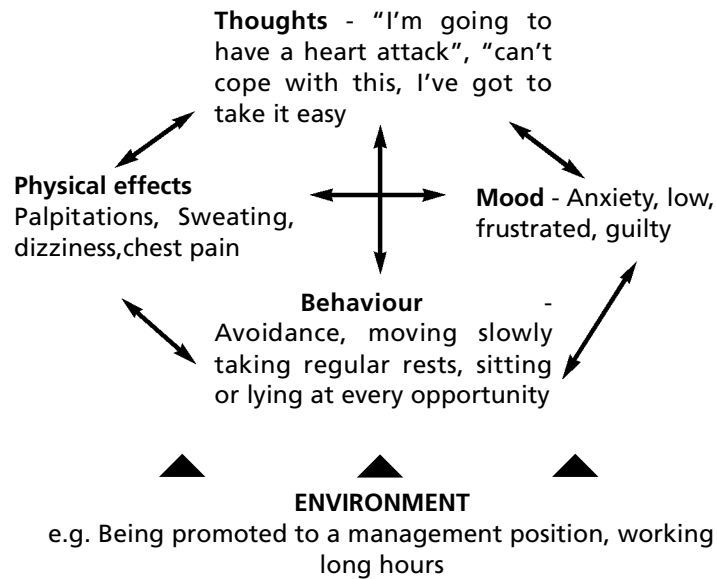 Thoughts - “I’m going to
have a heart attack”, “can’t
cope with this, I’ve got to
take it easy
Physical effects
Palpitations, Sweating,
dizziness,chest pain
Mood - Anxiety, low,
frustrated, guilty
Behaviour -
Avoidance, moving slowly
taking regular rests, sitting
or lying at every opportunity
ENVIRONMENT
e.g. Being promoted to a management position, working
long hours